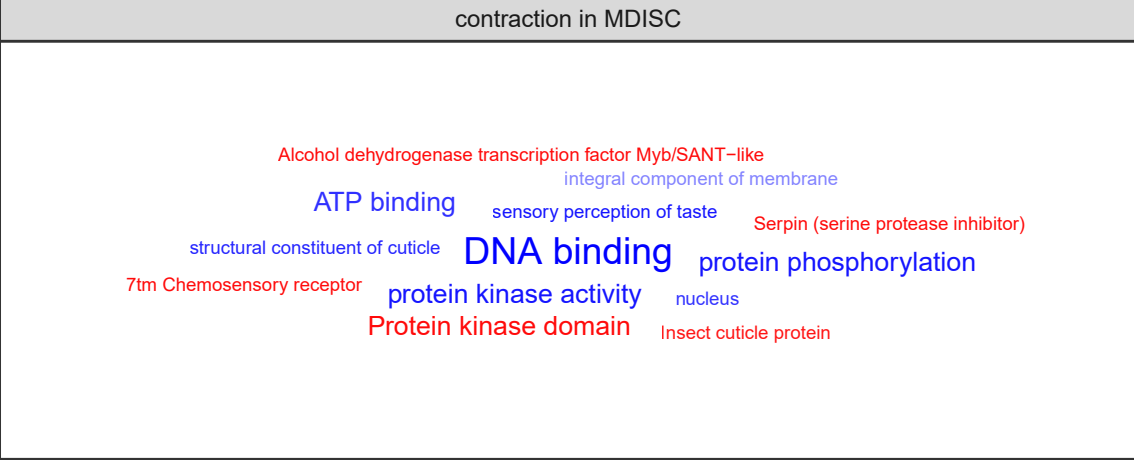 contraction in MDISC
Alcohol dehydrogenase transcription factor Myb/SANT−like
integral component of membrane
ATP binding
sensory perception of taste
Serpin (serine protease inhibitor)
structural constituent of cuticle
DNA binding
protein phosphorylation
7tm Chemosensory receptor
protein kinase activity
nucleus
Protein kinase domain
Insect cuticle protein